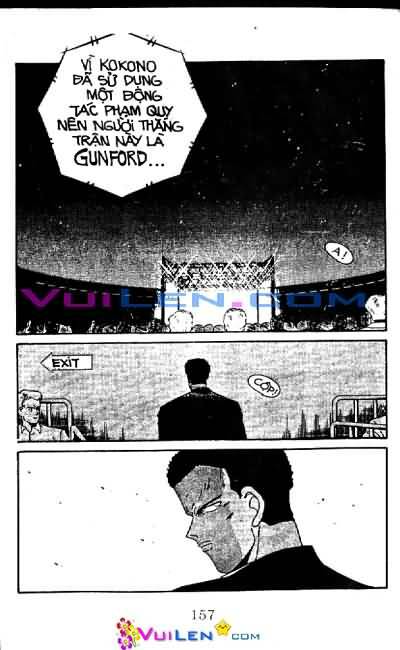 VÌ KOKONO
ĐÃ SỬ DỤNG
MỘT ĐỘNG
TÁC PHẠM QUY
NÊN NGƯỜI THẮNG
TRẬN NÀY LÀ
GUNFORD...
A!
VUILEN.COM
EXIT
CỘP!
157
VUILEN.COM